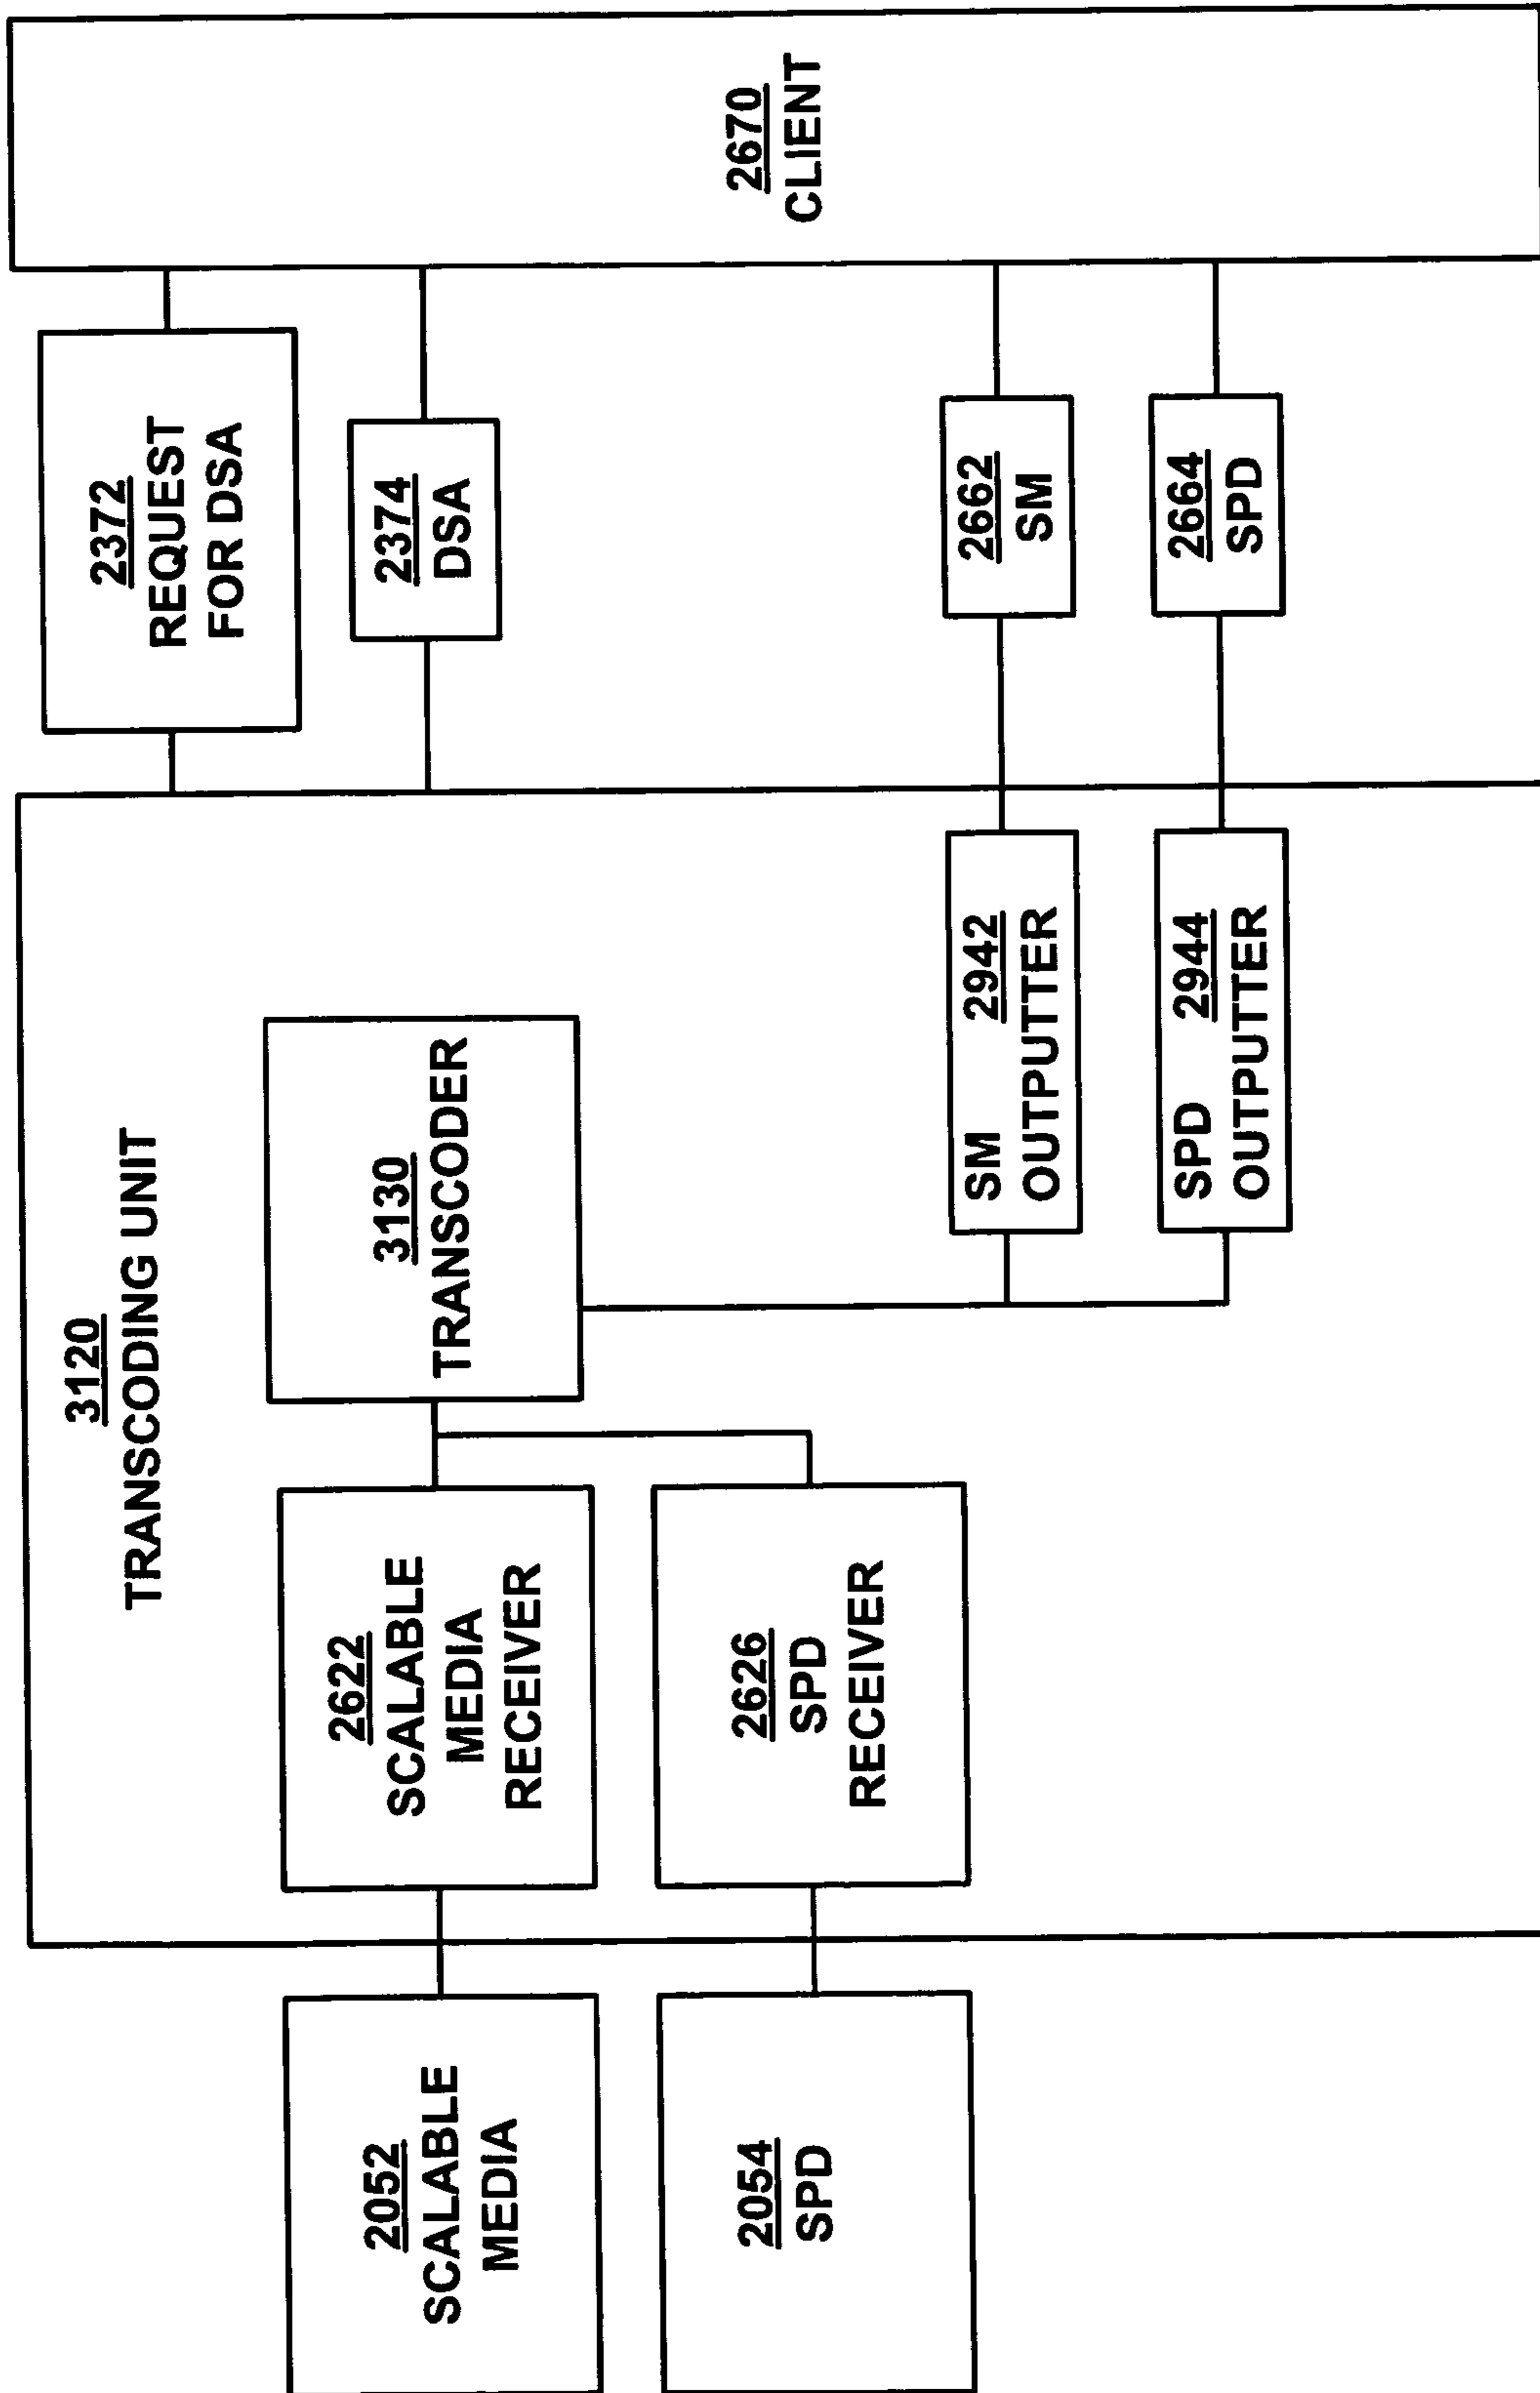 3120
TRANSCODING UNIT
2052
SCALABLE
MEDIA
2054
SPD
2622
SCALABLE
MEDIA
RECEIVER
2626
SPD
RECEIVER
3130
TRANSCODER
SM 2942
OUTPUTTER
SPD 2944
OUTPUTTER
2372
REQUEST
FOR DSA
2374
DSA
2662
SM
2664
SPD
2670
CLIENT